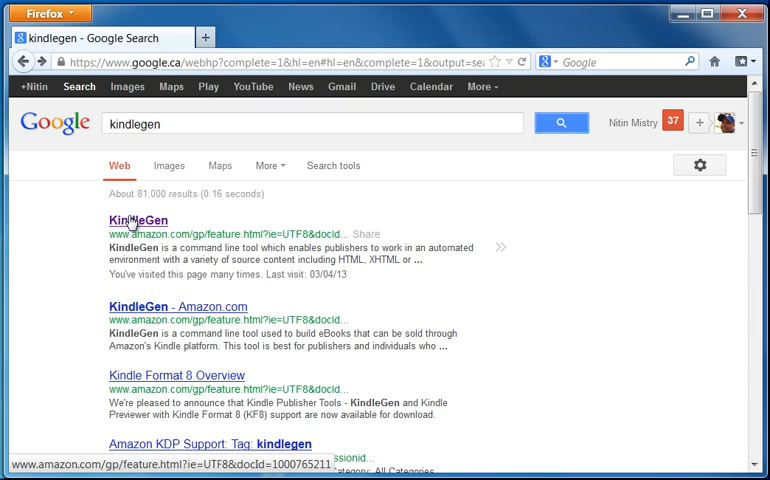 Firefox
kindlegen - Google Search
https://www.google.ca/webhp?complete=1&hl=en#hl=en&complete=1&output=sea
Google
+Nitin Search Images Maps Play YouTube News Gmail Drive Calendar More
Google kindlegen Nitin Mistry 37 +
Web Images Maps More Search tools
About 81,000 results (0.16 seconds)
KindleGen
www.amazon.com/gp/feature.html?ie=UTF8&docId... Share
KindleGen is a command line tool which enables publishers to work in an automated
environment with a variety of source content including HTML, XHTML or ...
You've visited this page many times. Last visit: 03/04/13
KindleGen - Amazon.com
www.amazon.com/gp/feature.html?ie=UTF8&docId...
KindleGen is a command line tool used to build eBooks that can be sold through
Amazon's Kindle platform. This tool is best for publishers and individuals who ...
Kindle Format 8 Overview
www.amazon.com/gp/feature.html?ie=UTF8&docId...
We're pleased to announce that Kindle Publisher Tools - KindleGen and Kindle
Previewer with Kindle Format 8 (KF8) support are now available for download.
Amazon KDP Support: Tag: kindlegen
ssionid...
ategory: All Categories
www.amazon.com/gp/feature.html?ie=UTF8&docId=1000765211